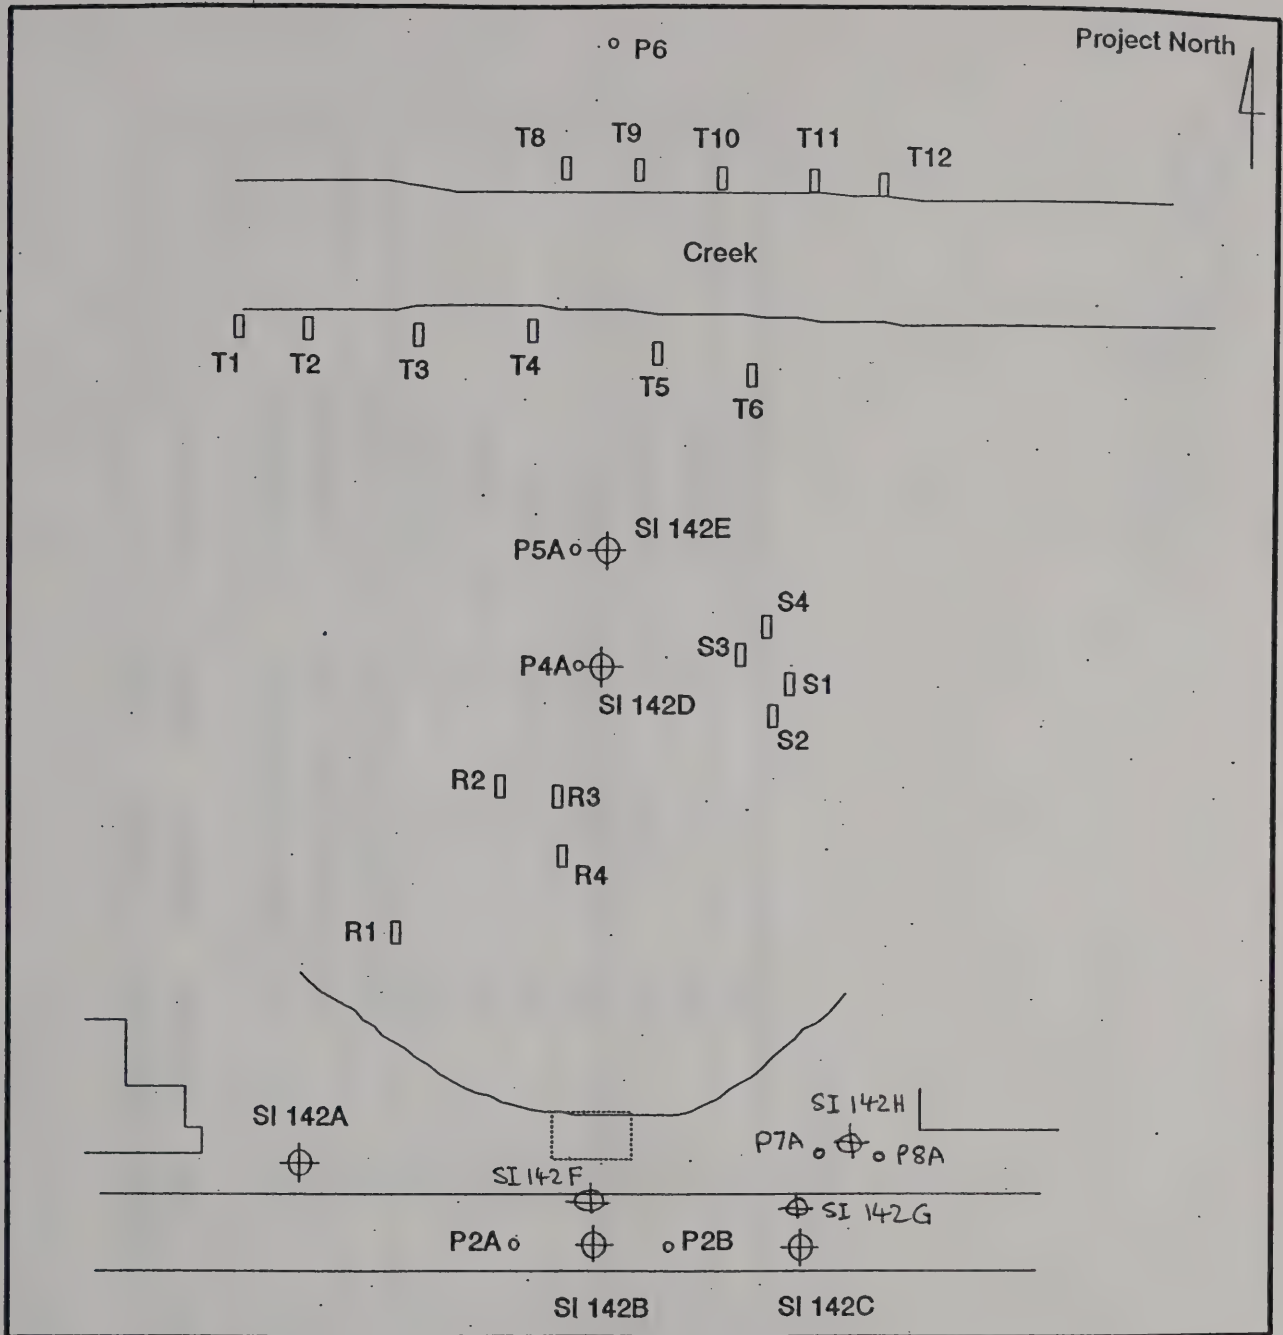 Project North
P6
T8
T9
T10
T11
T12
Creek
T1
T2
T3
T4
T5
T6
SI 142E
P5A
S4
S3
P4A
S1
SI 142D
S2
R2
R3
R4
R1
SI 142H
SI 142A
P7A
P8A
SI 142F
SI 142G
P2A
P2B
SI 142B
SI 142C